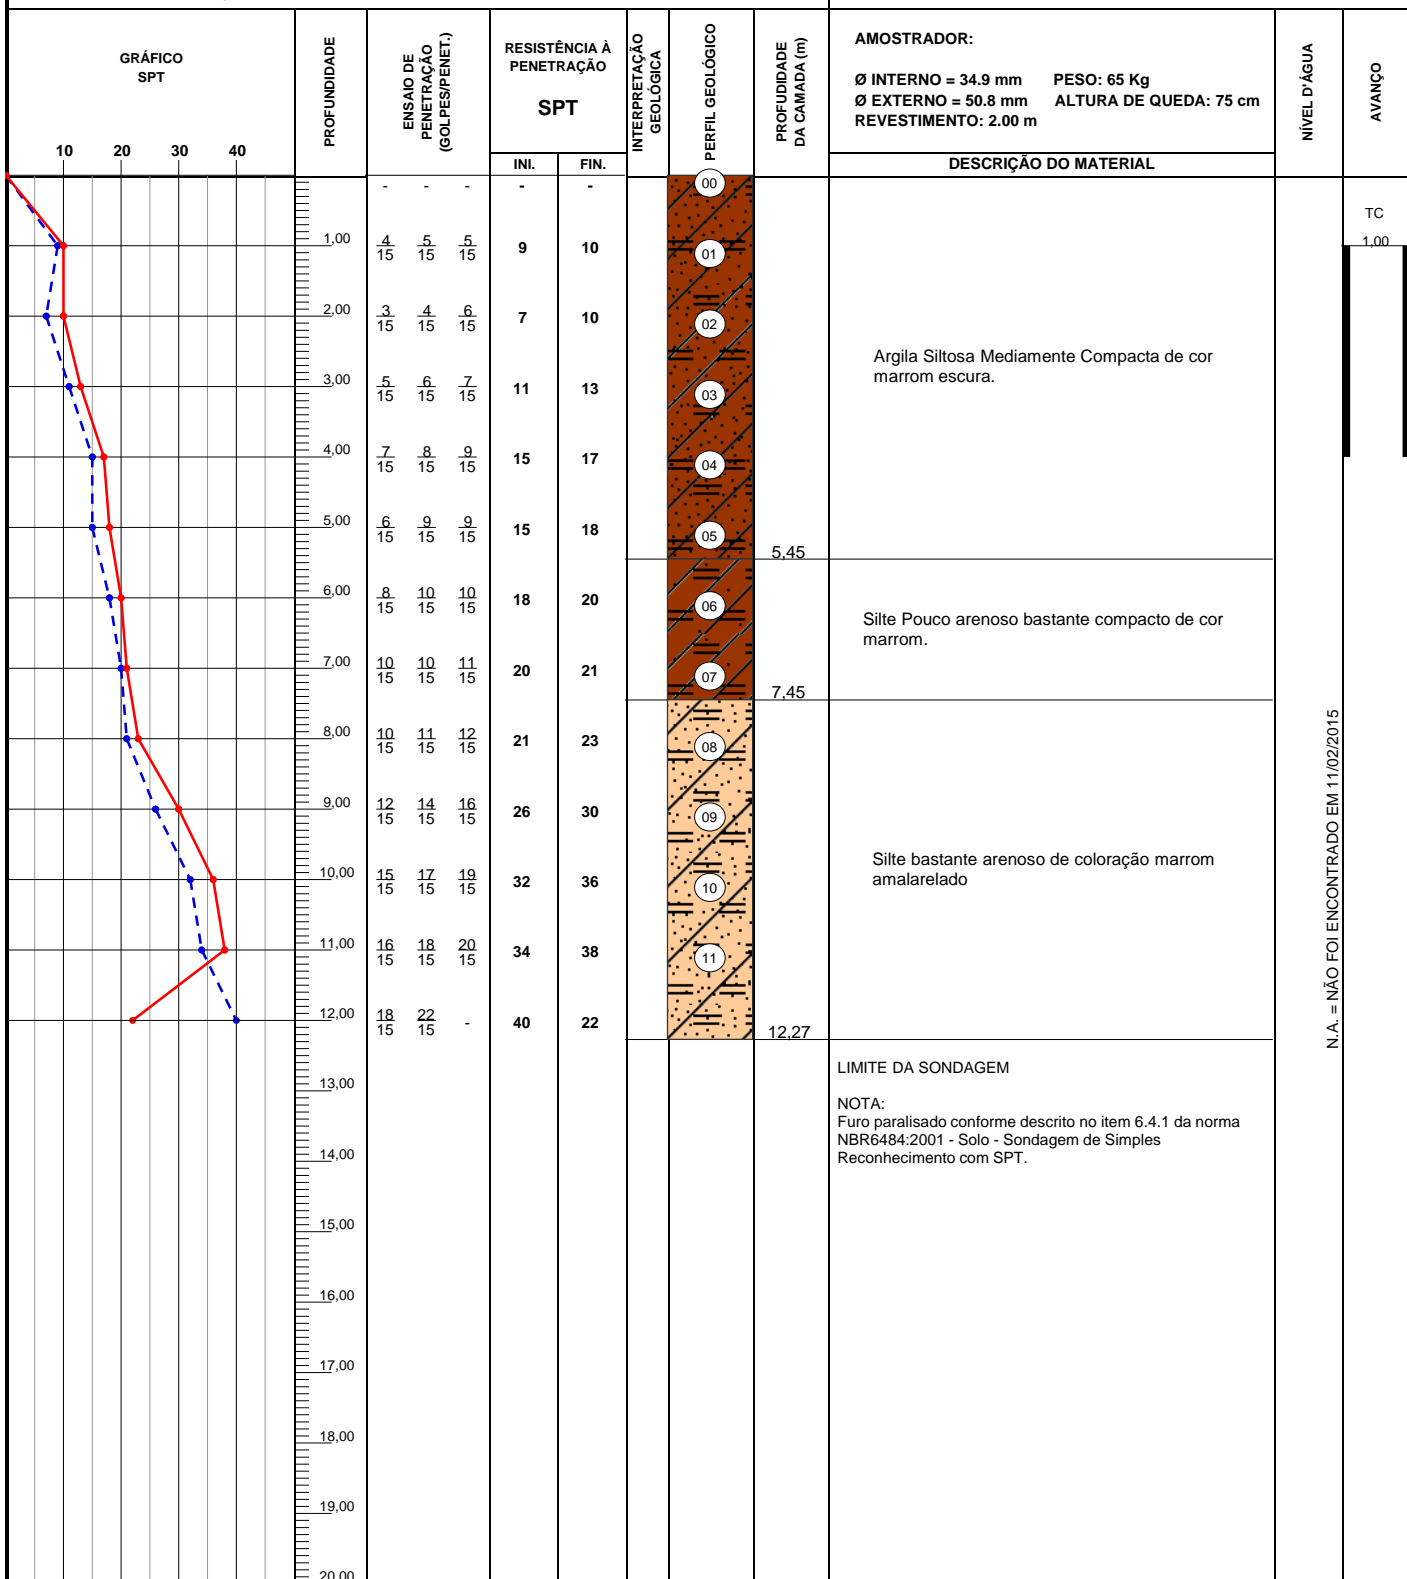 GRÁFICO
SPT
10 20 30 40
PROFUNDIDADE
ENSAIO DE
PENETRAÇÃO
(GOLPES/PENET.)
RESISTÊNCIA À
PENETRAÇÃO
SPT
INI. FIN.
INTERPRETAÇÃO
GEOLÓGICA
PERFIL GEOLÓGICO
PROFUDIDADE
DA CAMADA (m)
AMOSTRADOR:
Ø INTERNO = 34.9 mm PESO: 65 Kg
Ø EXTERNO = 50.8 mm ALTURA DE QUEDA: 75 cm
REVESTIMENTO: 2.00 m
DESCRIÇÃO DO MATERIAL
NÍVEL D'ÁGUA
AVANÇO
- - - - - 00
TC
1,00
1,00 4/15 5/15 5/15 9 10 01
2,00 3/15 4/15 6/15 7 10 02
Argila Siltosa Mediamente Compacta de cor
marrom escura.
3,00 5/15 6/15 7/15 11 13 03
4,00 7/15 8/15 9/15 15 17 04
5,00 6/15 9/15 9/15 15 18 05
5,45
6,00 8/15 10/15 10/15 18 20 06
Silte Pouco arenoso bastante compacto de cor
marrom.
7,00 10/15 10/15 11/15 20 21 07
7,45
8,00 10/15 11/15 12/15 21 23 08
9,00 12/15 14/15 16/15 26 30 09
Silte bastante arenoso de coloração marrom
amalarelado
10,00 15/15 17/15 19/15 32 36 10
11,00 16/15 18/15 20/15 34 38 11
12,00 18/15 22/15 - 40 22
12,27
N.A. = NÃO FOI ENCONTRADO EM 11/02/2015
LIMITE DA SONDAGEM
NOTA:
Furo paralisado conforme descrito no item 6.4.1 da norma
NBR6484:2001 - Solo - Sondagem de Simples
Reconhecimento com SPT.
13,00
14,00
15,00
16,00
17,00
18,00
19,00
20,00